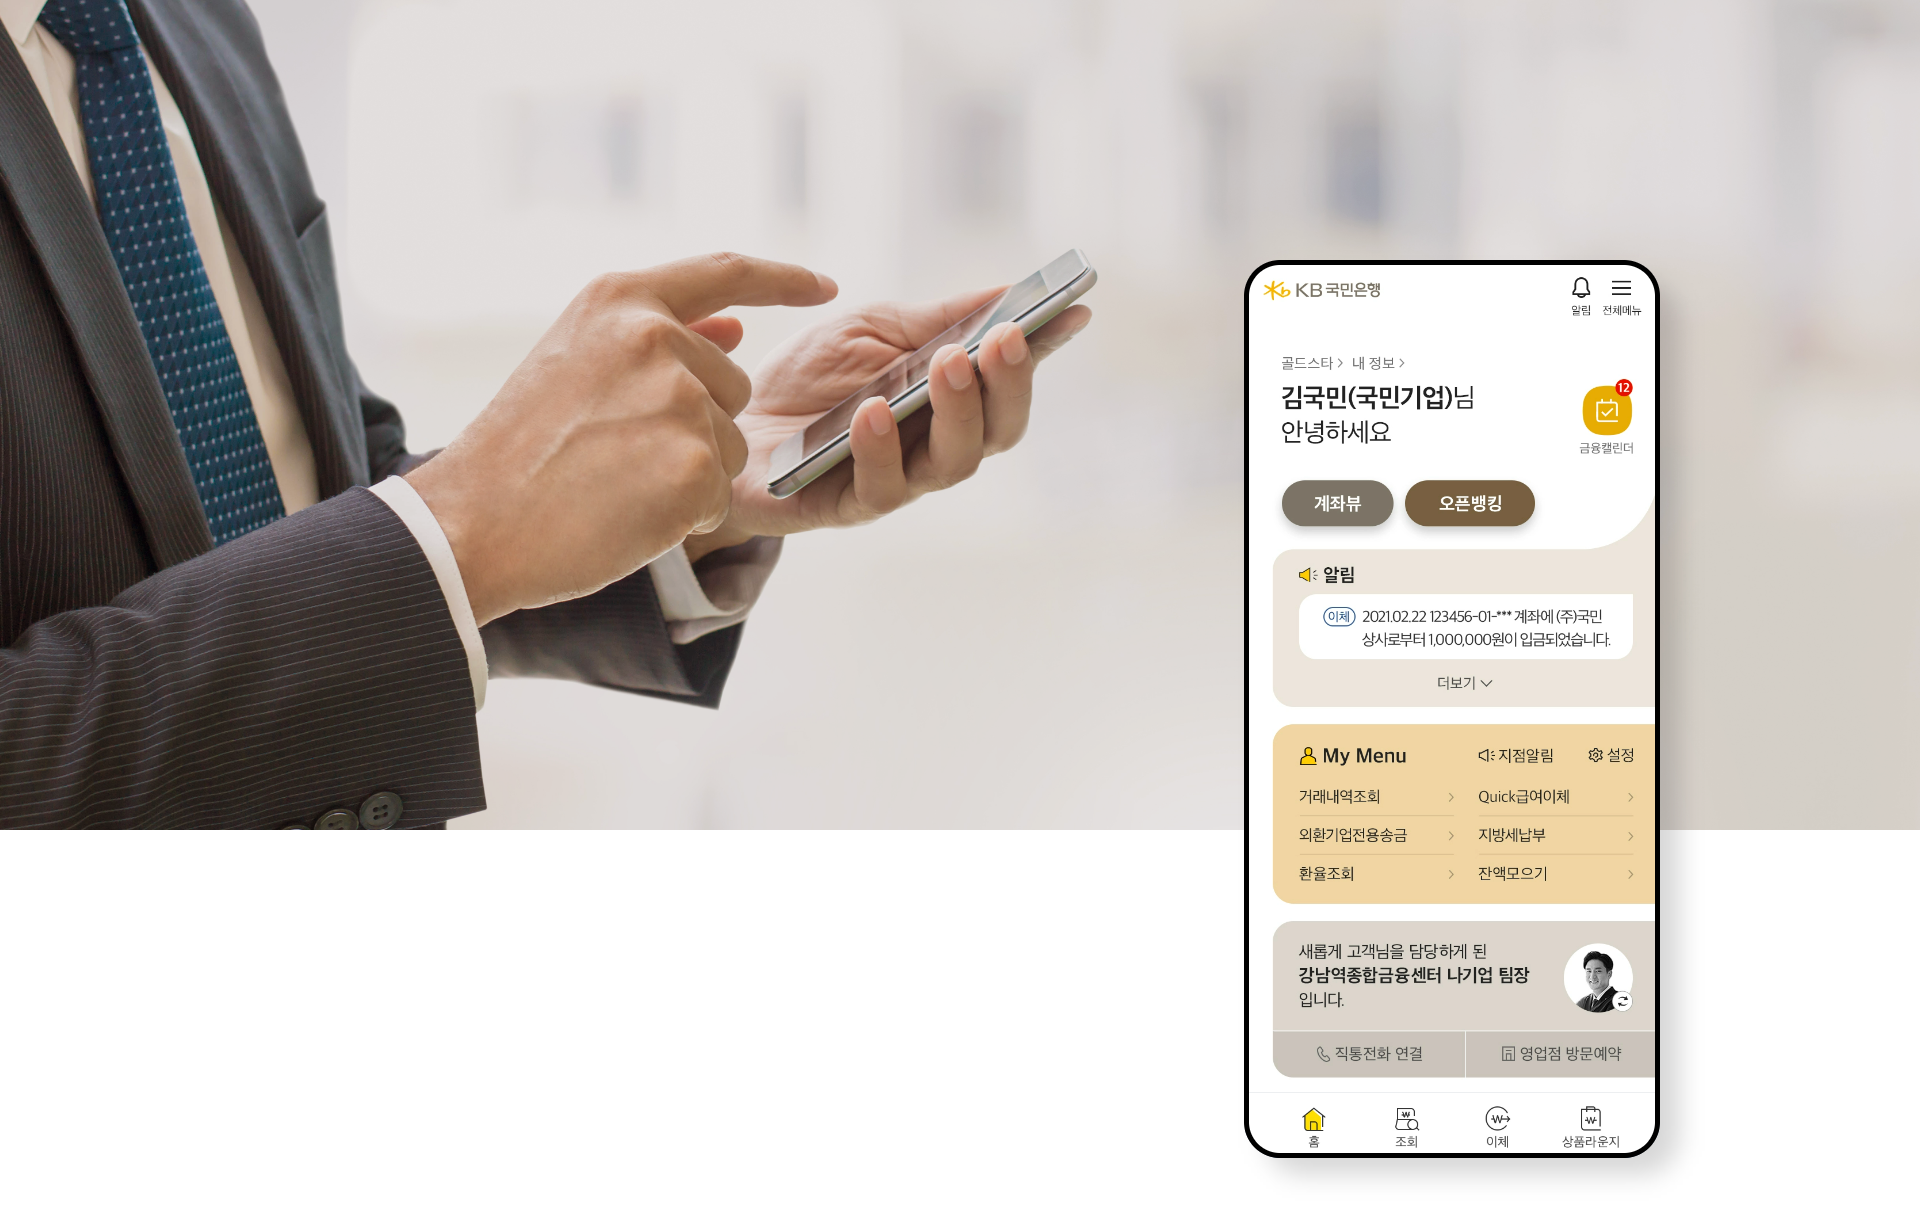 KB 국민은행
알림 전체메뉴
골드스타 내 정보
김국민(국민기업)님
안녕하세요
12
금융캘린더
계좌뷰 오픈뱅킹
알림
이체 2021.02.22 123456-01-*** 계좌에 (주)국민
상사로부터 1,000,000원이 입금되었습니다.
더보기
My Menu 지점알림 설정
거래내역조회 Quick급여이체
외환기업전용송금 지방세납부
환율조회 잔액모으기
새롭게 고객님을 담당하게 된
강남역종합금융센터 나기업 팀장
입니다.
직통전화 연결 영업점 방문예약
홈 조회 이체 상품라운지